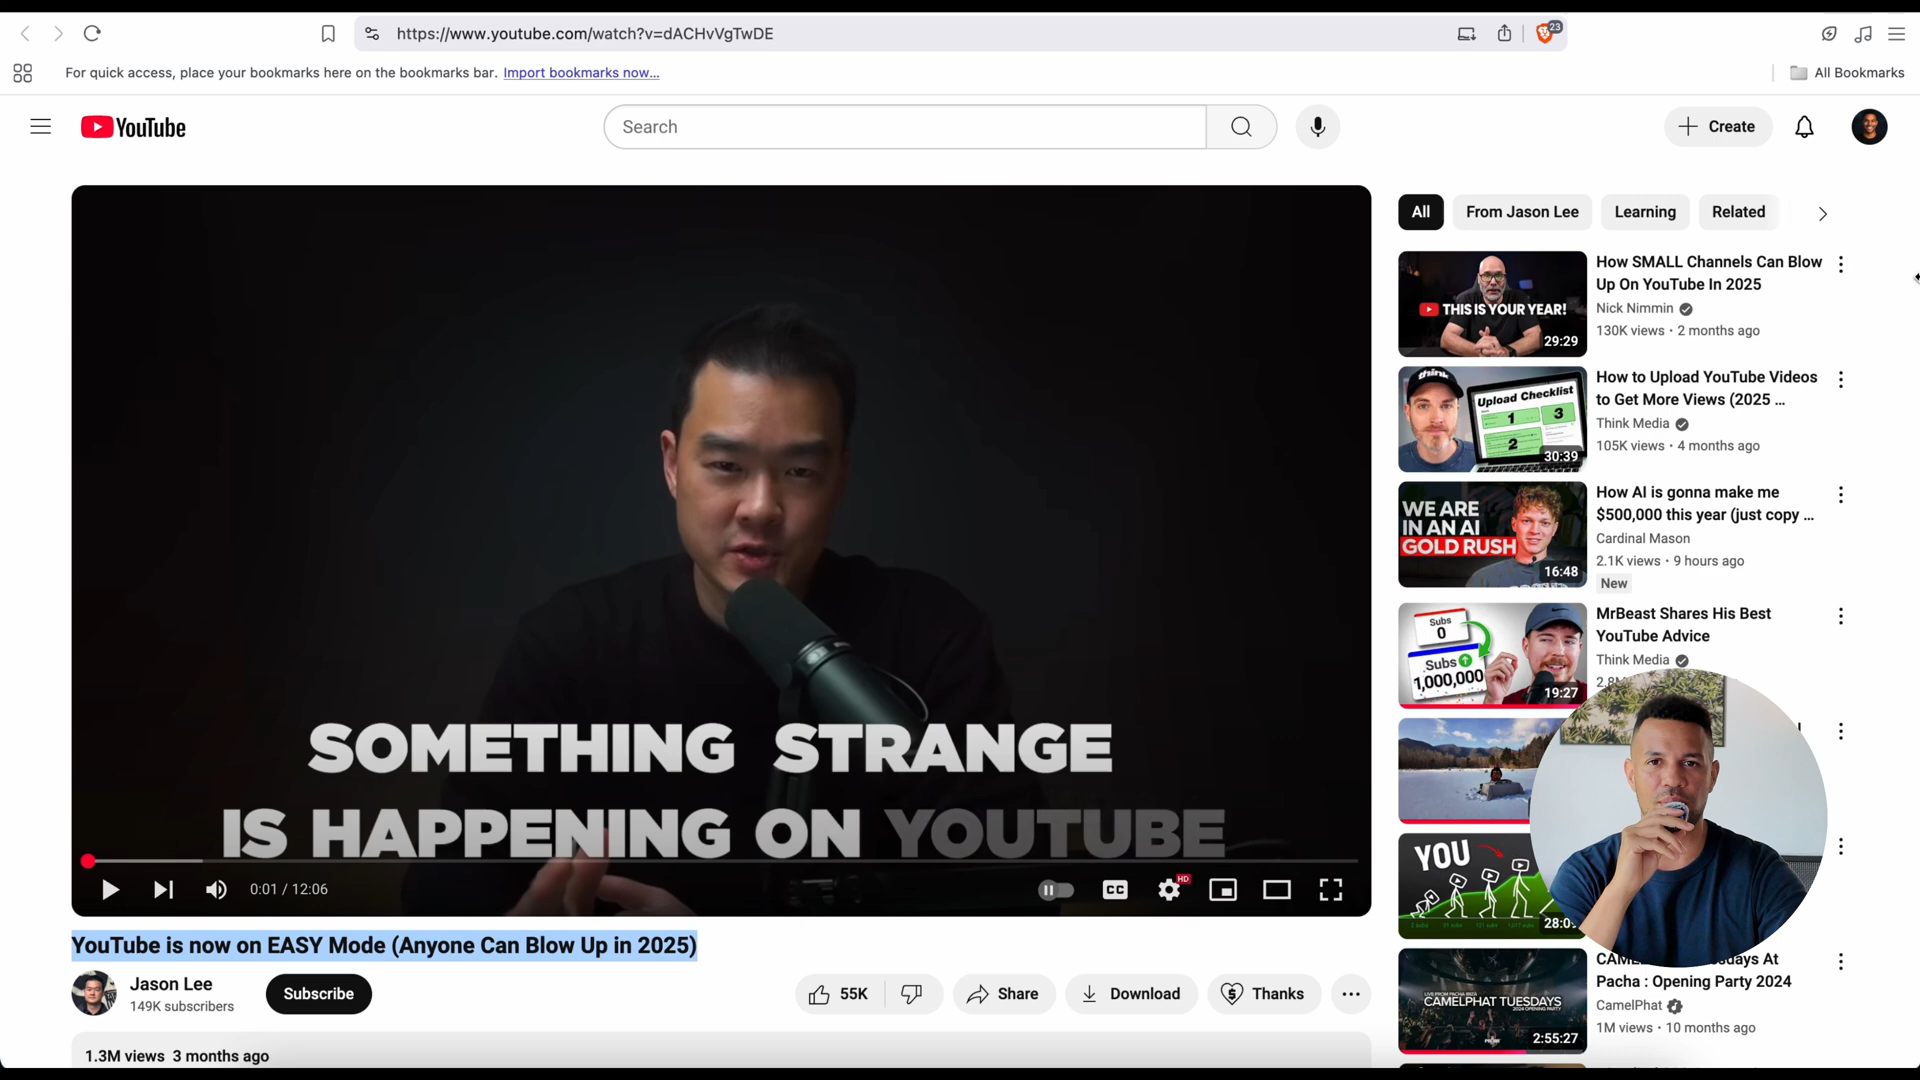 https://www.youtube.com/watch?v=dACHvVgTwDE
23
For quick access, place your bookmarks here on the bookmarks bar. Import bookmarks now...
All Bookmarks
YouTube
Search
Create
SOMETHING STRANGE
IS HAPPENING ON YOUTUBE
0:01 / 12:06
CC
HD
YouTube is now on EASY Mode (Anyone Can Blow Up in 2025)
Jason Lee
149K subscribers
Subscribe
55K
Share
Download
Thanks
1.3M views 3 months ago
All
From Jason Lee
Learning
Related
THIS IS YOUR YEAR!
29:29
How SMALL Channels Can Blow
Up On YouTube In 2025
Nick Nimmin
130K views • 2 months ago
think
Upload Checklist
1
3
2
30:39
How to Upload YouTube Videos
to Get More Views (2025 ...
Think Media
105K views • 4 months ago
WE ARE
IN AN AI
GOLD RUSH
16:48
How AI is gonna make me
$500,000 this year (just copy ...
Cardinal Mason
2.1K views • 9 hours ago
New
Subs
0
Subs
1,000,000
19:27
MrBeast Shares His Best
YouTube Advice
Think Media
YOU
CAMELPHAT TUESDAYS
2024 OPENING PARTY
2:55:27
Pacha : Opening Party 2024
CamelPhat
1M views • 10 months ago